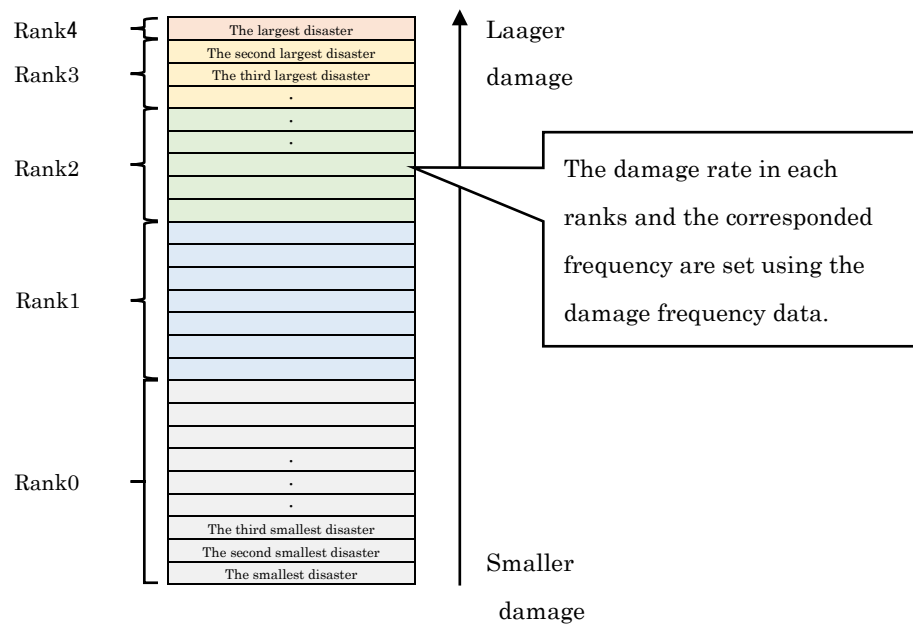 Rank4
The largest disaster
Laager
damage
The second largest disaster
Rank3
The third largest disaster
.
.
.
Rank2
The damage rate in each
ranks and the corresponded
frequency are set using the
damage frequency data.
Rank1
Rank0
.
.
.
The third smallest disaster
The second smallest disaster
The smallest disaster
Smaller
damage